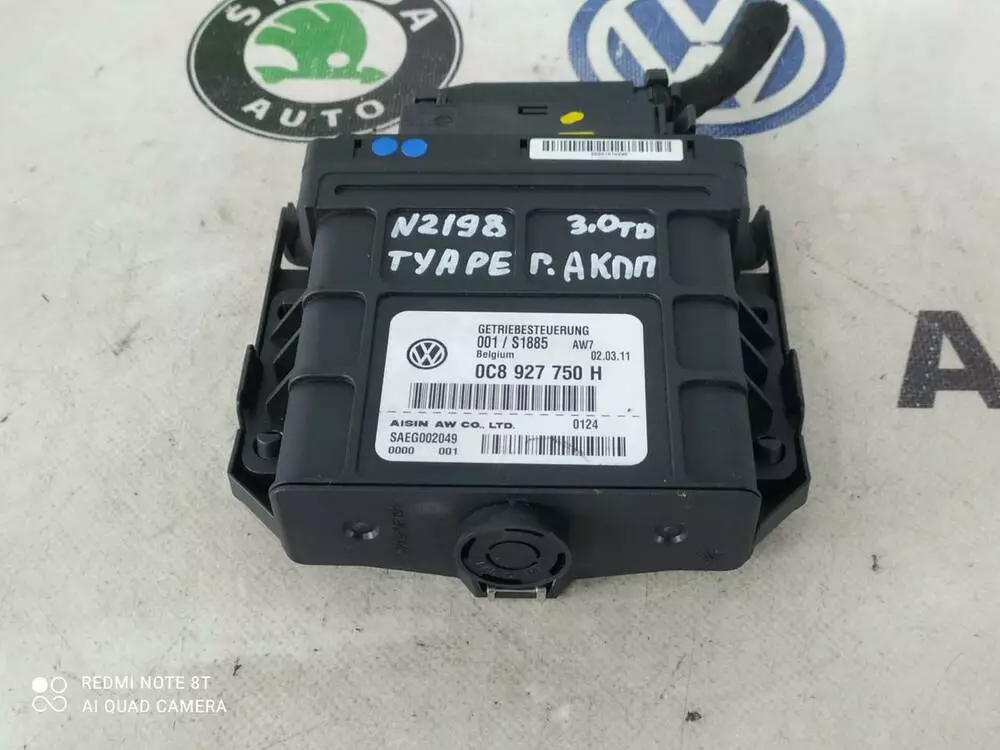 AUTO
N2198 3.0TD
ТУАРЕГ. АКПП
GETRIEBESTEUERUNG
001 / S1885 AW7
Belgium 02.03.11
0C8 927 750 H
AISIN AW CO., LTD. 0124
SAEG002049
0000 001
A
REDMI NOTE 8T
AI QUAD CAMERA